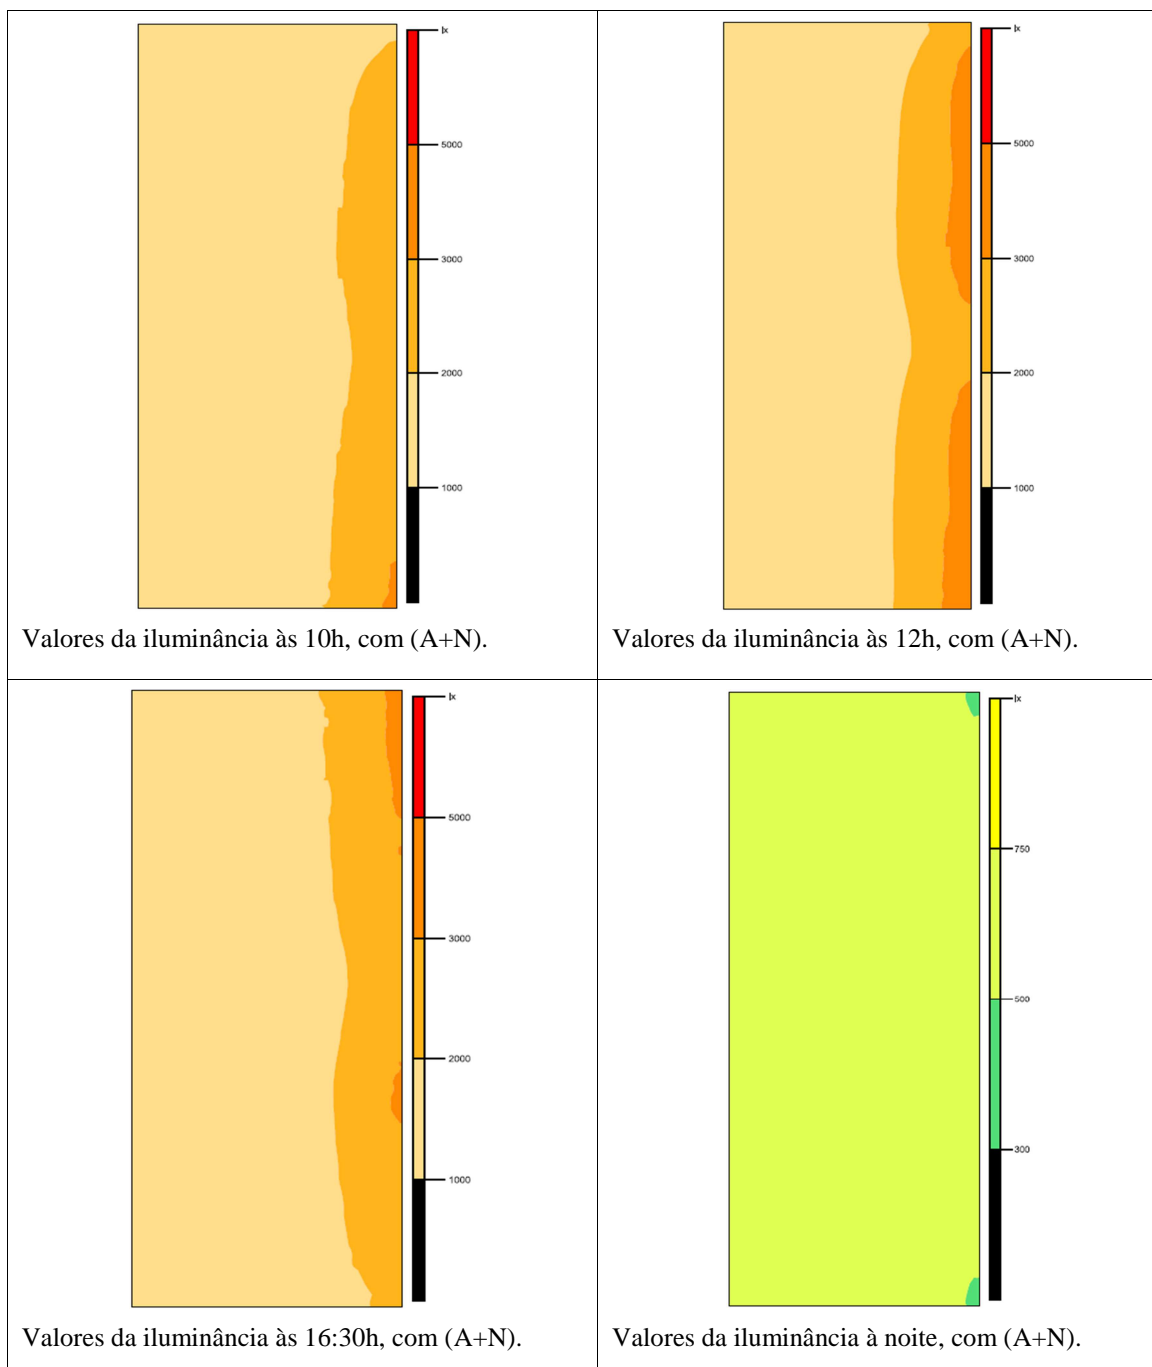 lx
5000
3000
2000
1000
Valores da iluminância às 10h, com (A+N).
lx
5000
3000
2000
1000
Valores da iluminância às 12h, com (A+N).
lx
5000
3000
2000
1000
Valores da iluminância às 16:30h, com (A+N).
lx
750
500
300
Valores da iluminância à noite, com (A+N).